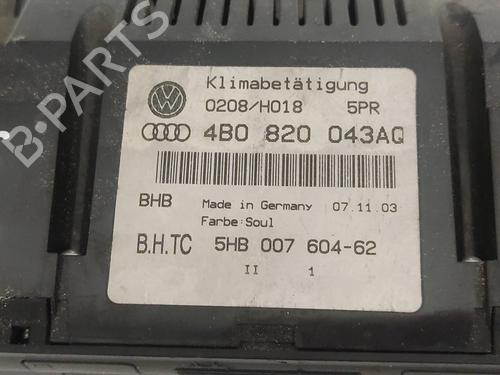 Klimabetätigung
0208/H018 5PR
4B0 820 043AQ
BHB Made in Germany 07.11.03
Farbe:Soul
B.H.TC 5HB 007 604-62
II 1
B-PARTS
B-PARTS